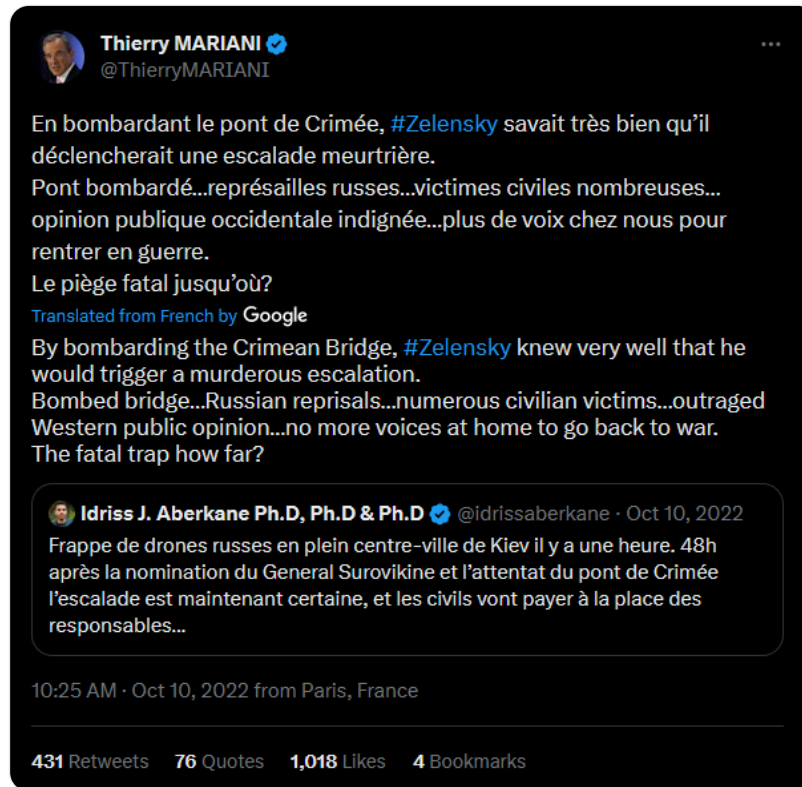 Thierry MARIANI
@ThierryMARIANI
En bombardant le pont de Crimée, #Zelensky savait très bien qu’il
déclencherait une escalade meurtrière.
Pont bombardé...représailles russes...victimes civiles nombreuses...
opinion publique occidentale indignée...plus de voix chez nous pour
rentrer en guerre.
Le piège fatal jusqu’où?
Translated from French by Google
By bombarding the Crimean Bridge, #Zelensky knew very well that he
would trigger a murderous escalation.
Bombed bridge...Russian reprisals...numerous civilian victims...outraged
Western public opinion...no more voices at home to go back to war.
The fatal trap how far?
Idriss J. Aberkane Ph.D, Ph.D & Ph.D @idrissaberkane · Oct 10, 2022
Frappe de drones russes en plein centre-ville de Kiev il y a une heure. 48h
après la nomination du General Surovikine et l’attentat du pont de Crimée
l’escalade est maintenant certaine, et les civils vont payer à la place des
responsables...
10:25 AM · Oct 10, 2022 from Paris, France
431 Retweets 76 Quotes 1,018 Likes 4 Bookmarks